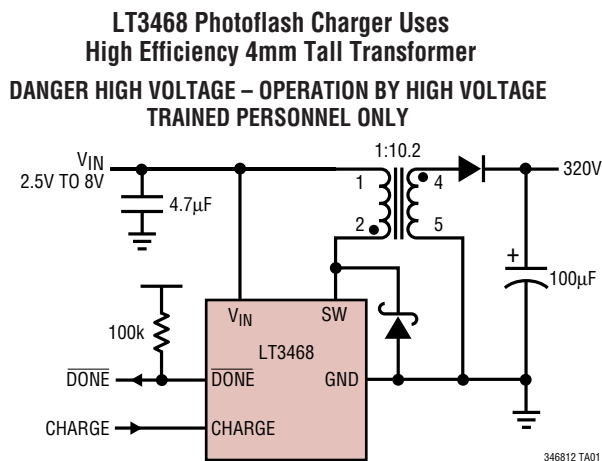 LT3468 Photoflash Charger Uses
High Efficiency 4mm Tall Transformer
DANGER HIGH VOLTAGE – OPERATION BY HIGH VOLTAGE
TRAINED PERSONNEL ONLY
1:10.2
VIN
2.5V TO 8V
4.7µF
1
4
2
5
320V
+
100µF
100k
VIN
SW
LT3468
DONE
DONE
GND
CHARGE
CHARGE
346812 TA01